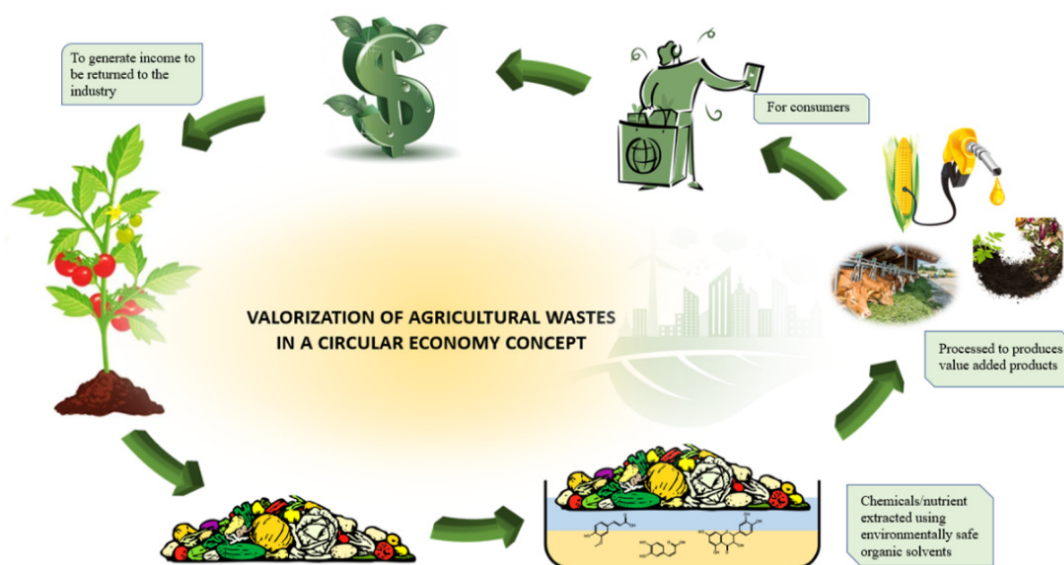 To generate income to
be returned to the
industry
For consumers
VALORIZATION OF AGRICULTURAL WASTES
IN A CIRCULAR ECONOMY CONCEPT
Processed to produces
value added products
Chemicals/nutrient
extracted using
environmentally safe
organic solvents